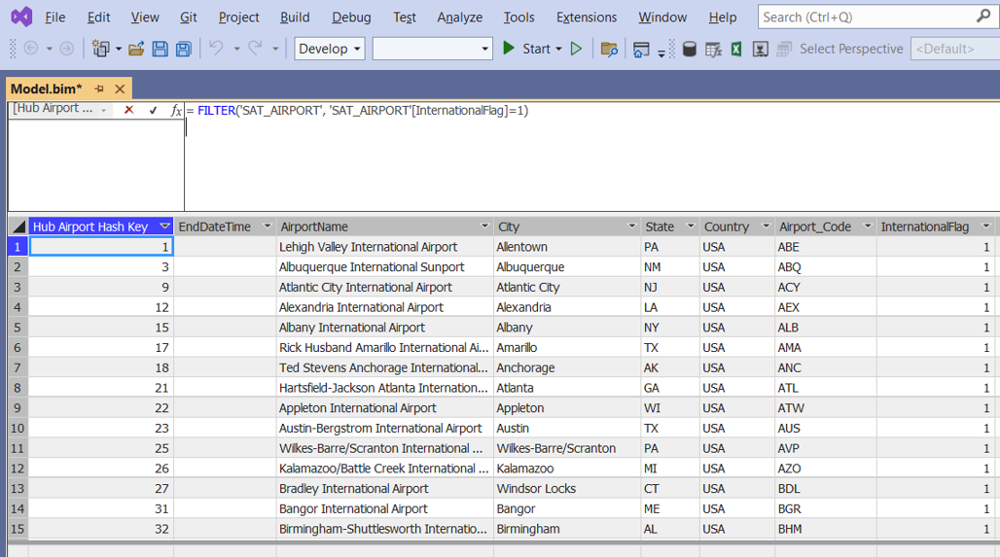 File Edit View Git Project Build Debug Test Analyze Tools Extensions Window Help Search (Ctrl+Q)
Develop Start Select Perspective <Default>
Model.bim*
[Hub Airport ... fx = FILTER('SAT_AIRPORT', 'SAT_AIRPORT'[InternationalFlag]=1)
Hub Airport Hash Key EndDateTime AirportName City State Country Airport_Code InternationalFlag
1 1 Lehigh Valley International Airport Allentown PA USA ABE 1
2 3 Albuquerque International Sunport Albuquerque NM USA ABQ 1
3 9 Atlantic City International Airport Atlantic City NJ USA ACY 1
4 12 Alexandria International Airport Alexandria LA USA AEX 1
5 15 Albany International Airport Albany NY USA ALB 1
6 17 Rick Husband Amarillo International Ai... Amarillo TX USA AMA 1
7 18 Ted Stevens Anchorage International... Anchorage AK USA ANC 1
8 21 Hartsfield-Jackson Atlanta Internation... Atlanta GA USA ATL 1
9 22 Appleton International Airport Appleton WI USA ATW 1
10 23 Austin-Bergstrom International Airport Austin TX USA AUS 1
11 25 Wilkes-Barre/Scranton International ... Wilkes-Barre/Scranton PA USA AVP 1
12 26 Kalamazoo/Battle Creek International ... Kalamazoo MI USA AZO 1
13 27 Bradley International Airport Windsor Locks CT USA BDL 1
14 31 Bangor International Airport Bangor ME USA BGR 1
15 32 Birmingham-Shuttlesworth Internatio... Birmingham AL USA BHM 1